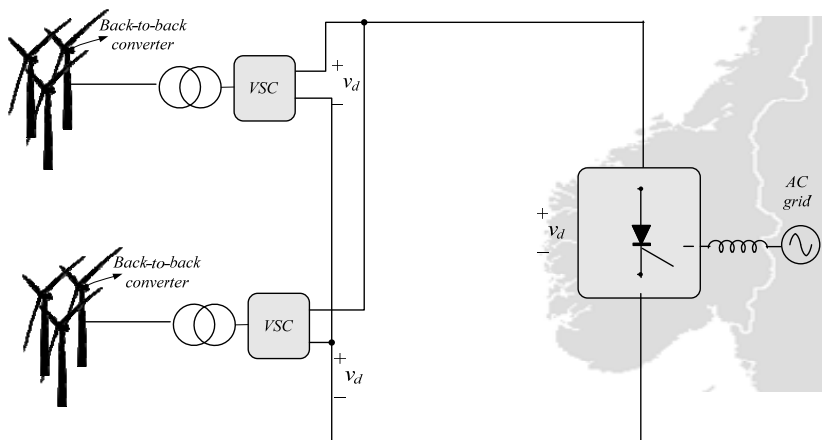 Back-to-back
converter
+
v_d
−
VSC
AC
grid
+
v_d
−
Back-to-back
converter
VSC
+
v_d
−